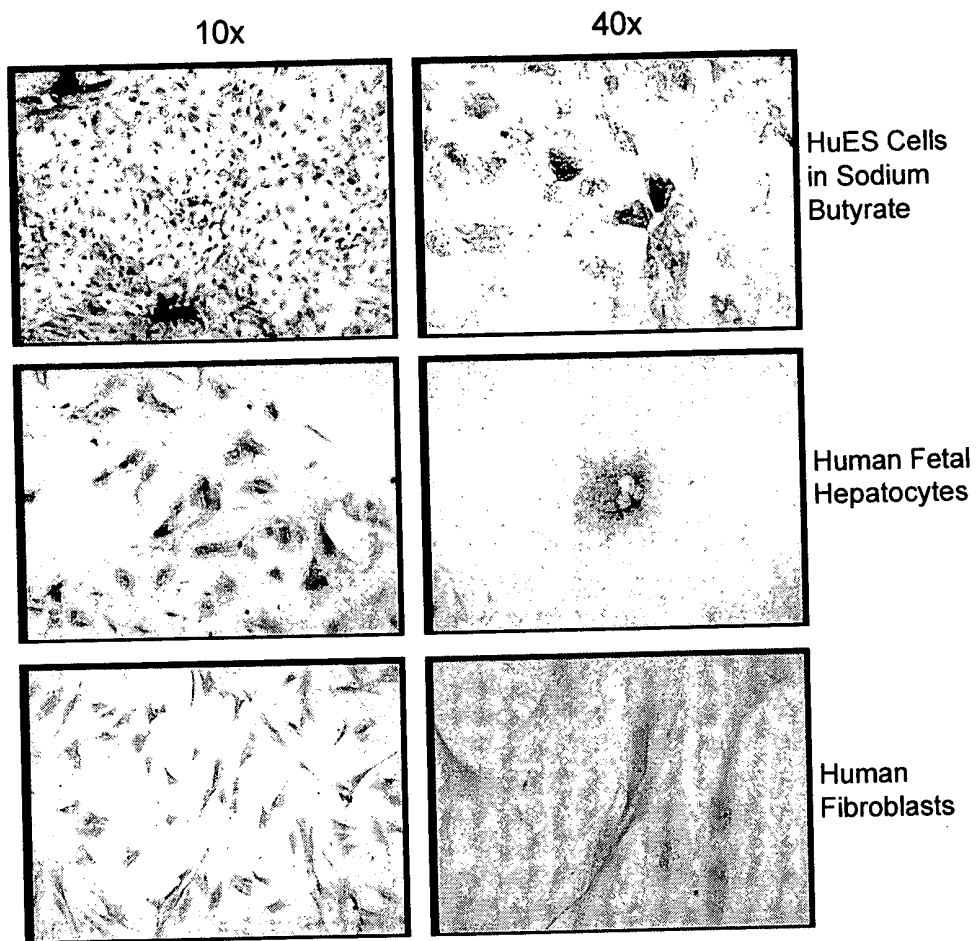 10x
40x
HuES Cells
in Sodium
Butyrate
Human Fetal
Hepatocytes
Human
Fibroblasts